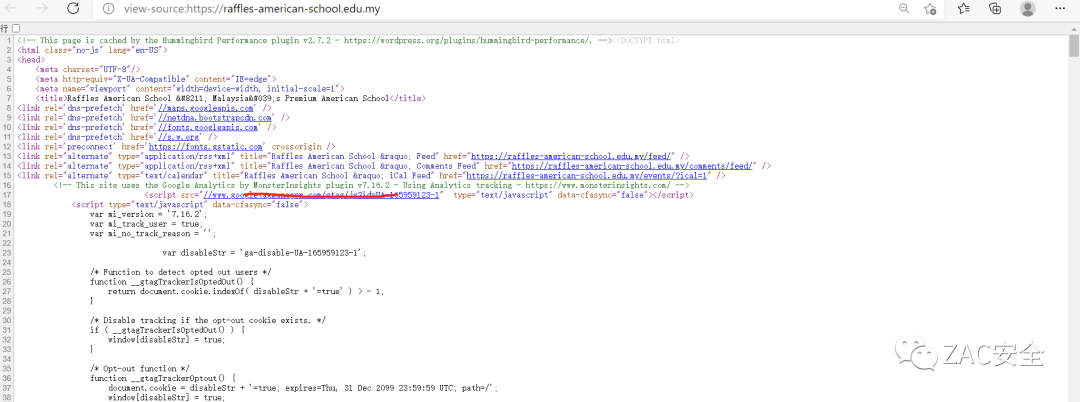 view-source:https://raffles-american-school.edu.my
行
1 <!-- This page is cached by the Hummingbird Performance plugin v2.7.2 - https://wordpress.org/plugins/hummingbird-performance/. --><!DOCTYPE html>
2 <html class="no-js" lang="en-US">
3 <head>
4 <meta charset="UTF-8"/>
5 <meta http-equiv="X-UA-Compatible" content="IE=edge">
6 <meta name="viewport" content="width=device-width, initial-scale=1">
7 <title>Raffles American School &#8211; Malaysia&#039;s Premium American School</title>
8 <link rel='dns-prefetch' href='//maps.googleapis.com' />
9 <link rel='dns-prefetch' href='//netdna.bootstrapcdn.com' />
10 <link rel='dns-prefetch' href='//fonts.googleapis.com' />
11 <link rel='dns-prefetch' href='//s.w.org' />
12 <link rel='preconnect' href='https://fonts.gstatic.com' crossorigin />
13 <link rel="alternate" type="application/rss+xml" title="Raffles American School &raquo; Feed" href="https://raffles-american-school.edu.my/feed/" />
14 <link rel="alternate" type="application/rss+xml" title="Raffles American School &raquo; Comments Feed" href="https://raffles-american-school.edu.my/comments/feed/" />
15 <link rel="alternate" type="text/calendar" title="Raffles American School &raquo; iCal Feed" href="https://raffles-american-school.edu.my/events/?ical=1" />
16 <!-- This site uses the Google Analytics by MonsterInsights plugin v7.16.2 - Using Analytics tracking - https://www.monsterinsights.com/ -->
17 <script src="//www.googletagmanager.com/gtag/js?id=UA-165959123-1" type="text/javascript" data-cfasync="false"></script>
18 <script type="text/javascript" data-cfasync="false">
19 var mi_version = '7.16.2';
20 var mi_track_user = true;
21 var mi_no_track_reason = '';
22
23 var disableStr = 'ga-disable-UA-165959123-1';
24
25 /* Function to detect opted out users */
26 function __gtagTrackerIsOptedOut() {
27 return document.cookie.indexOf( disableStr + '=true' ) > - 1;
28 }
29
30 /* Disable tracking if the opt-out cookie exists. */
31 if ( __gtagTrackerIsOptedOut() ) {
32 window[disableStr] = true;
33 }
34
35 /* Opt-out function */
36 function __gtagTrackerOptout() {
37 document.cookie = disableStr + '=true; expires=Thu, 31 Dec 2099 23:59:59 UTC; path=/';
38 window[disableStr] = true;
ZAC安全